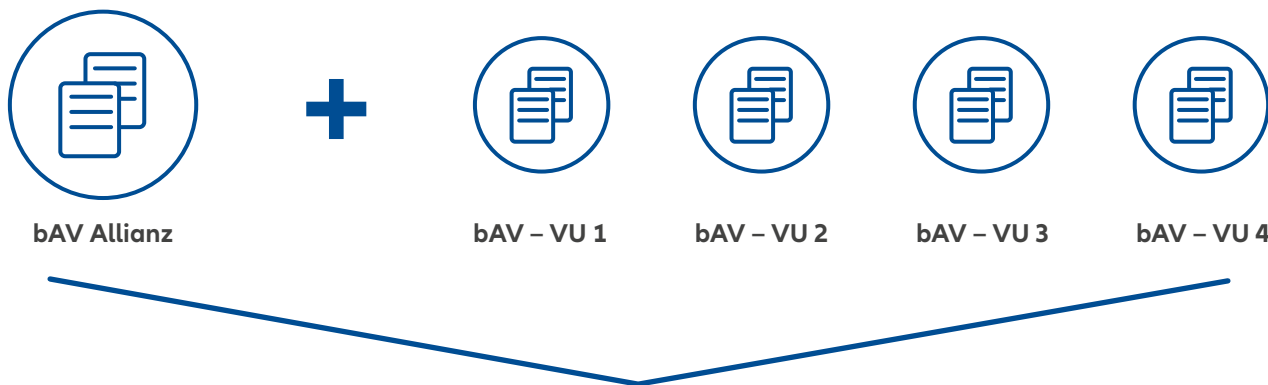 bAV Allianz
bAV – VU 1
bAV – VU 2
bAV – VU 3
bAV – VU 4